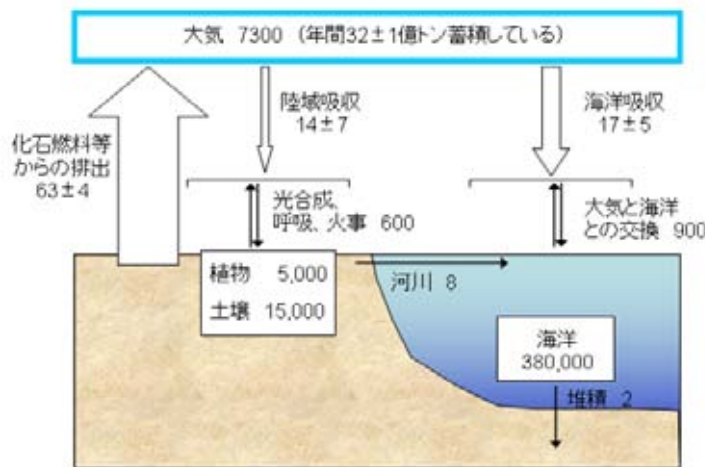 大気 7300 (年間32±1億トン蓄積している)
陸域吸収
14±7
海洋吸収
17±5
化石燃料等
からの排出
63±4
光合成、
呼吸、火事 600
大気と海洋
との交換 900
植物 5,000
土壌 15,000
河川 8
海洋
380,000
堆積 2